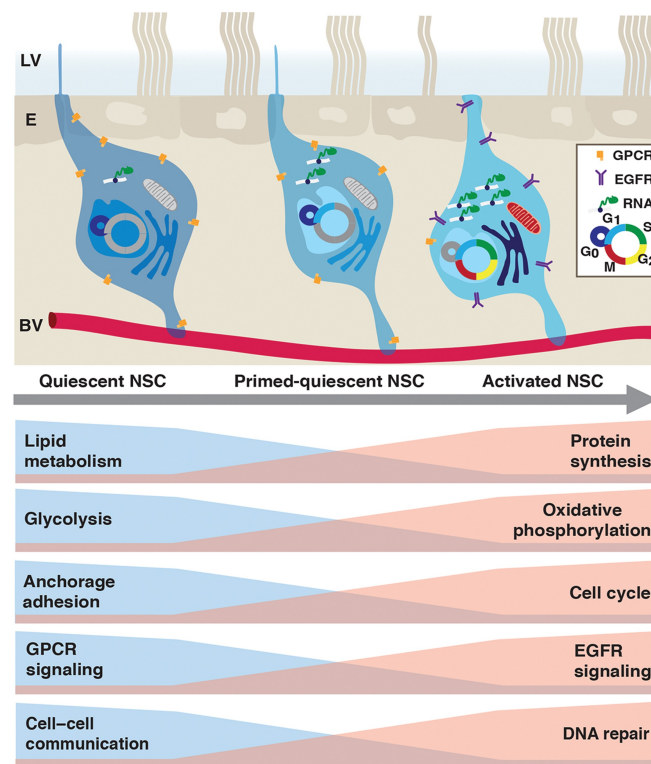 LV
E
BV
GPCR
EGFR
RNA
G1
S
G0
G2
M
Quiescent NSC
Primed-quiescent NSC
Activated NSC
Lipid
metabolism
Protein
synthesis
Glycolysis
Oxidative
phosphorylation
Anchorage
adhesion
Cell cycle
GPCR
signaling
EGFR
signaling
Cell–cell
communication
DNA repair